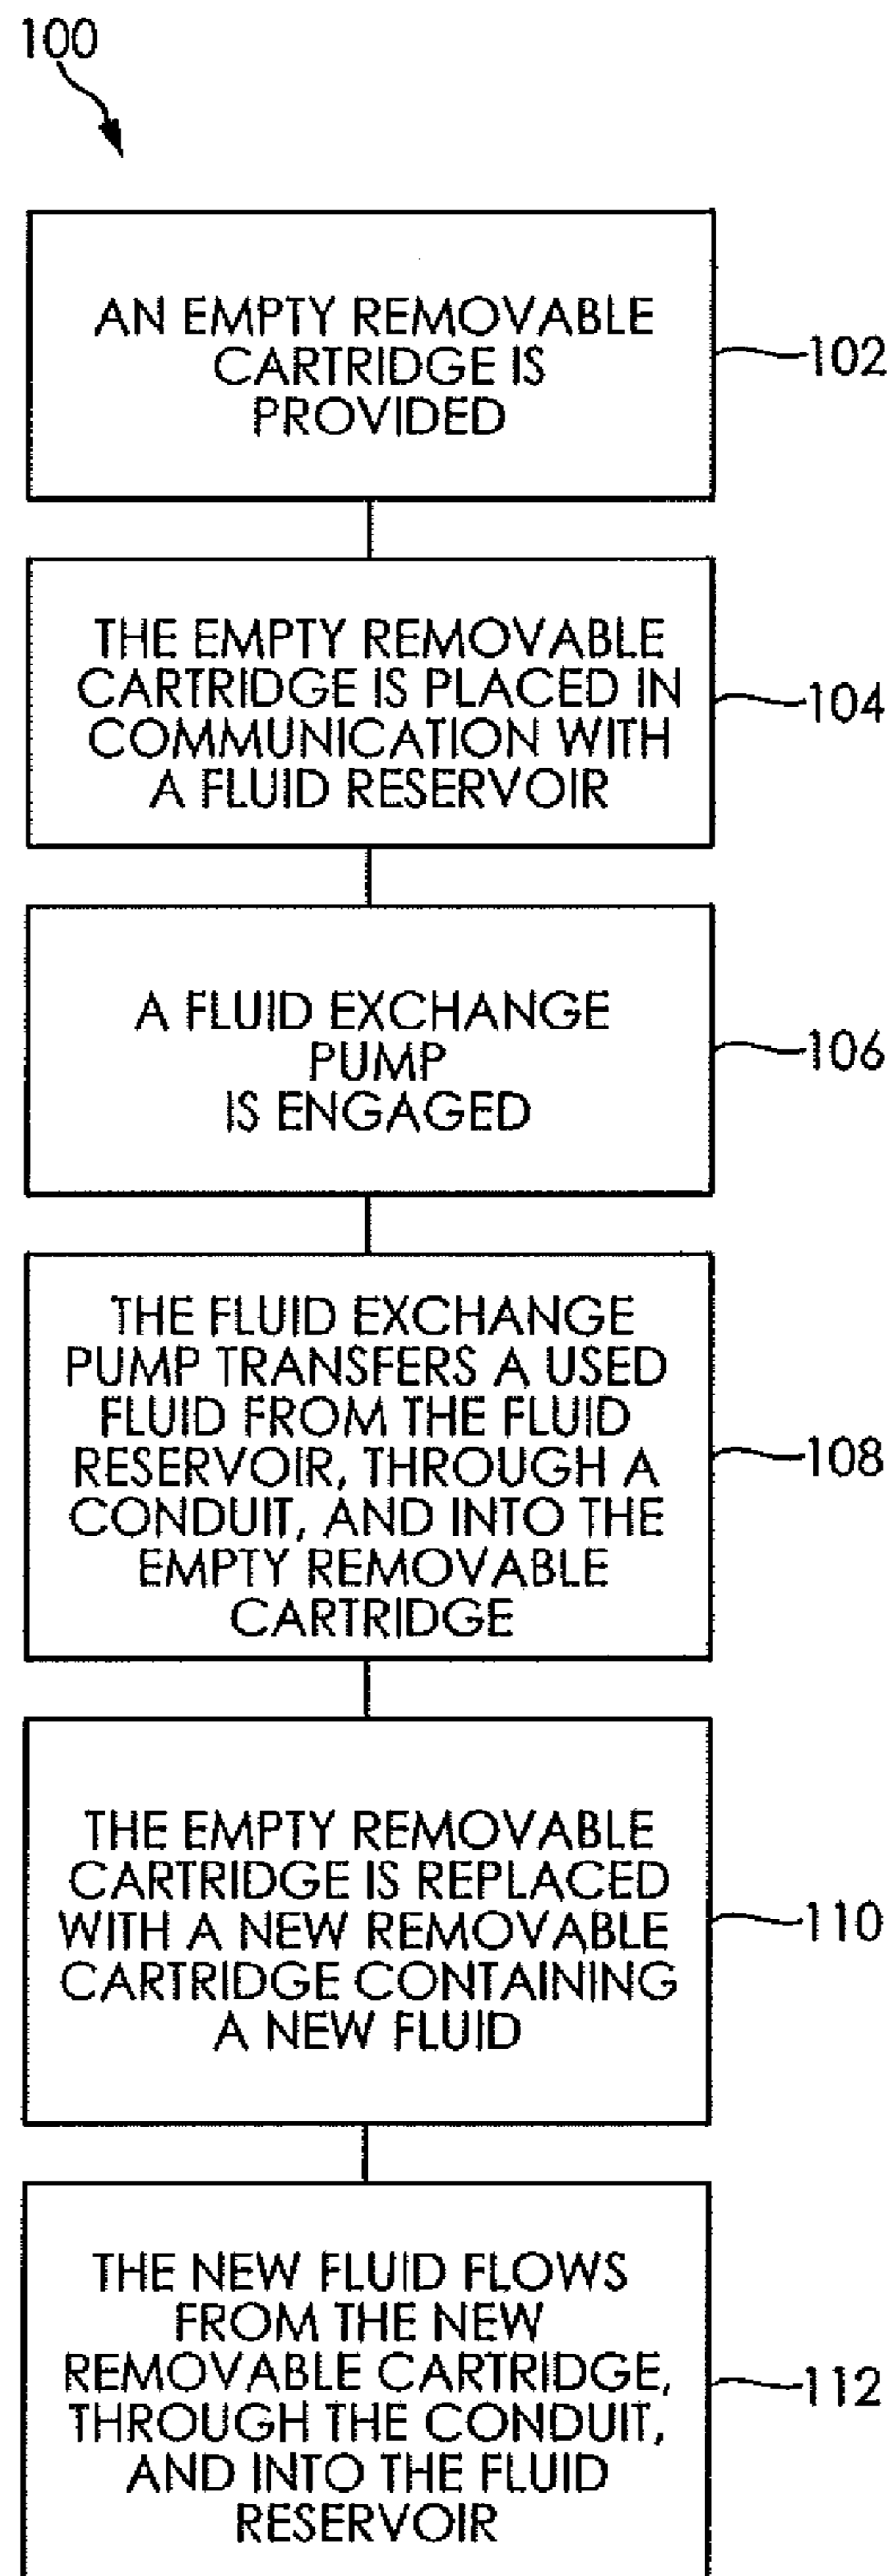 100
AN EMPTY REMOVABLE
CARTRIDGE IS
PROVIDED
102
THE EMPTY REMOVABLE
CARTRIDGE IS PLACED IN
COMMUNICATION WITH
A FLUID RESERVOIR
104
A FLUID EXCHANGE
PUMP
IS ENGAGED
106
THE FLUID EXCHANGE
PUMP TRANSFERS A USED
FLUID FROM THE FLUID
RESERVOIR, THROUGH A
CONDUIT, AND INTO THE
EMPTY REMOVABLE
CARTRIDGE
108
THE EMPTY REMOVABLE
CARTRIDGE IS REPLACED
WITH A NEW REMOVABLE
CARTRIDGE CONTAINING
A NEW FLUID
110
THE NEW FLUID FLOWS
FROM THE NEW
REMOVABLE CARTRIDGE,
THROUGH THE CONDUIT,
AND INTO THE FLUID
RESERVOIR
112